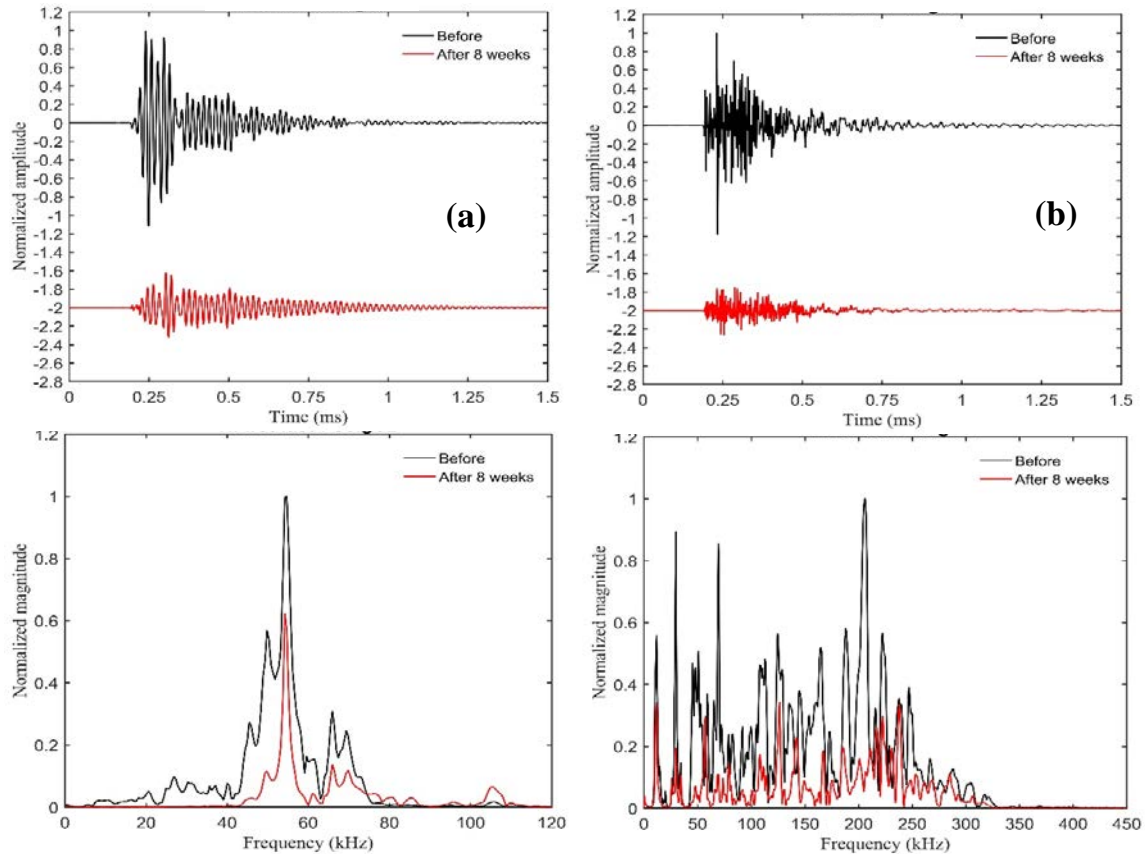 1.2
1
0.8
0.6
0.4
0.2
0
-0.2
-0.4
-0.6
-0.8
-1
-1.2
-1.4
-1.6
-1.8
-2
-2.2
-2.4
-2.6
-2.8
Normalized amplitude
Before
After 8 weeks
(a)
0 0.25 0.5 0.75 1 1.25 1.5
Time (ms)
1.2
1
0.8
0.6
0.4
0.2
0
-0.2
-0.4
-0.6
-0.8
-1
-1.2
-1.4
-1.6
-1.8
-2
-2.2
-2.4
-2.6
-2.8
Normalized amplitude
Before
After 8 weeks
(b)
0 0.25 0.5 0.75 1 1.25 1.5
Time (ms)
1.2
1
0.8
0.6
0.4
0.2
0
Normalized magnitude
Before
After 8 weeks
0 20 40 60 80 100 120
Frequency (kHz)
1.2
1
0.8
0.6
0.4
0.2
0
Normalized magnitude
Before
After 8 weeks
0 50 100 150 200 250 300 350 400 450
Frequency (kHz)